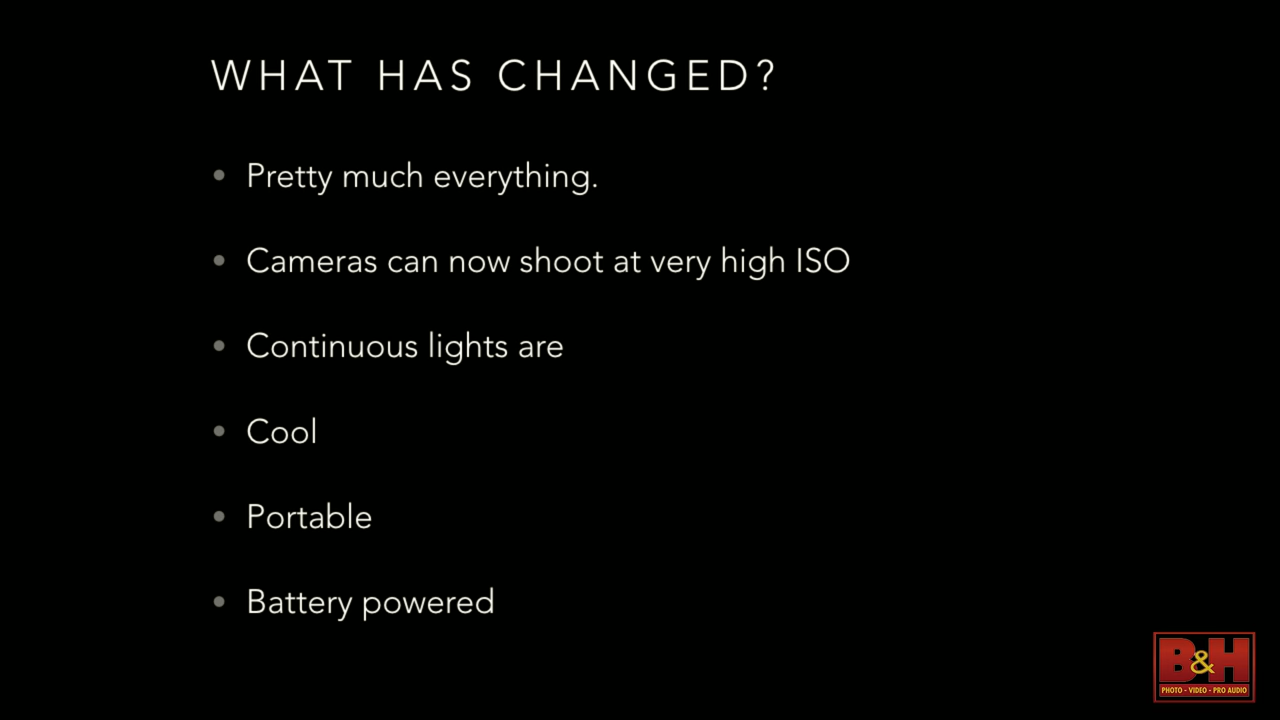 WHAT HAS CHANGED?
• Pretty much everything.
• Cameras can now shoot at very high ISO
• Continuous lights are
• Cool
• Portable
• Battery powered
B&H
PHOTO - VIDEO - PRO AUDIO